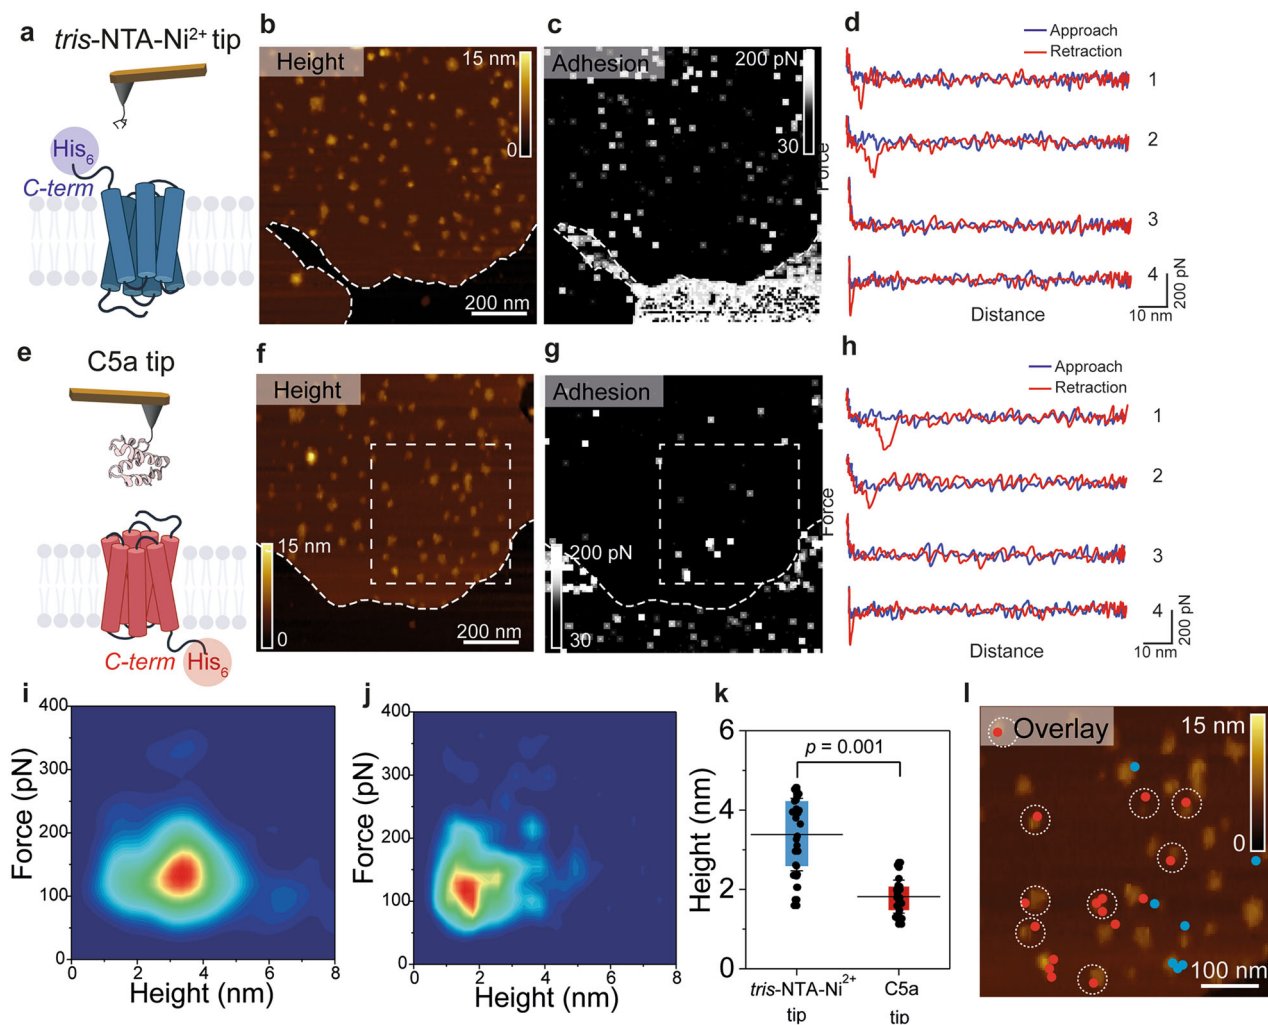 a
tris-NTA-Ni²⁺ tip
His₆
C-term
b
Height
15 nm
0
200 nm
c
Adhesion
200 pN
30
d
Approach
Retraction
Force
1
2
3
4
200 pN
10 nm
Distance
e
C5a tip
C-term His₆
f
Height
15 nm
0
200 nm
g
Adhesion
200 pN
30
h
Approach
Retraction
Force
1
2
3
4
200 pN
10 nm
Distance
i
Force (pN)
400
300
200
100
0
0 2 4 6 8
Height (nm)
j
Force (pN)
400
300
200
100
0
0 2 4 6 8
Height (nm)
k
Height (nm)
6
4
2
0
p = 0.001
tris-NTA-Ni²⁺
tip
C5a
tip
l
Overlay
15 nm
0
100 nm